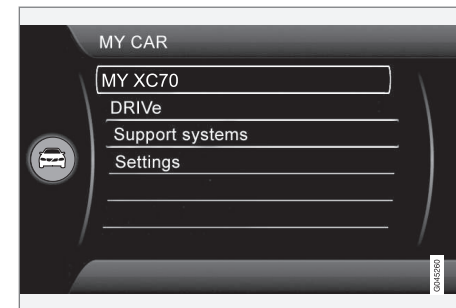 MY CAR
MY XC70
DRIVe
Support systems
Settings
G045260